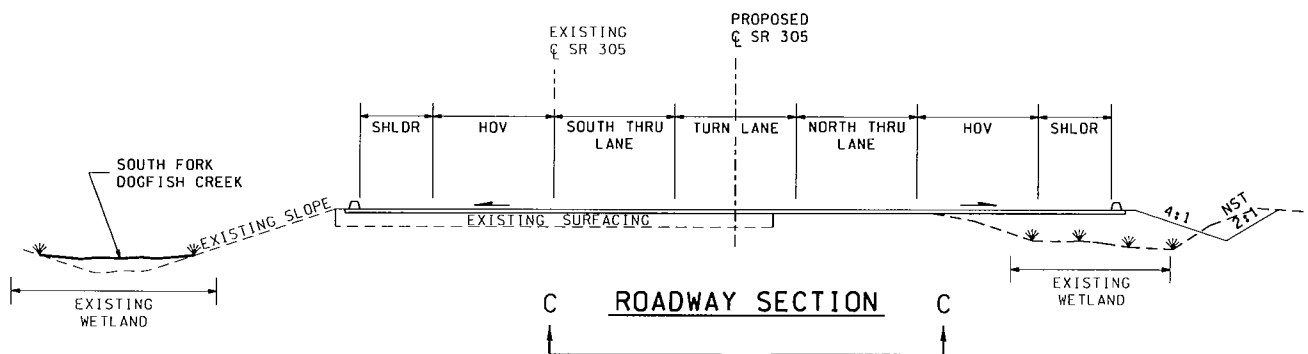 EXISTING
℄ SR 305
PROPOSED
℄ SR 305
SHLDR
HOV
SOUTH THRU
LANE
TURN LANE
NORTH THRU
LANE
HOV
SHLDR
SOUTH FORK
DOGFISH CREEK
EXISTING SLOPE
EXISTING SURFACING
4:1
NST
2:1
EXISTING
WETLAND
EXISTING
WETLAND
C ROADWAY SECTION C